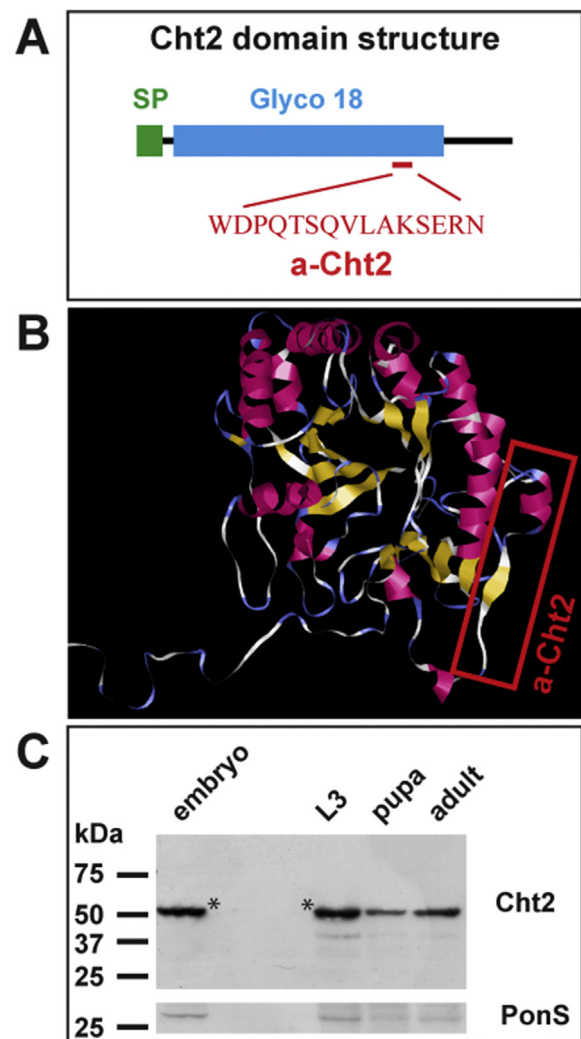 A
Cht2 domain structure
SP Glyco 18
WDPQTSQVLAKSERN
a-Cht2
B
a-Cht2
C
embryo L3 pupa adult
kDa
75
50 * * Cht2
37
25
25 PonS